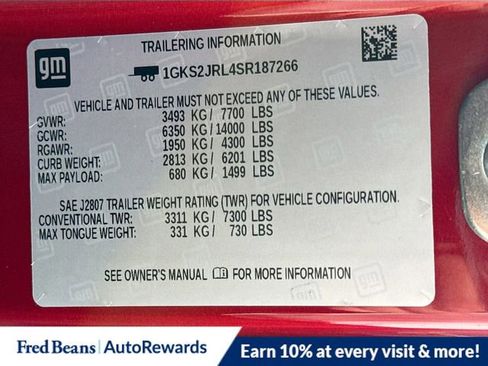 gm
TRAILERING INFORMATION
1GKS2JRL4SR187266
VEHICLE AND TRAILER MUST NOT EXCEED ANY OF THESE VALUES.
GVWR: 3493 KG / 7700 LBS
GCWR: 6350 KG / 14000 LBS
RGAWR: 1950 KG / 4300 LBS
CURB WEIGHT: 2813 KG / 6201 LBS
MAX PAYLOAD: 680 KG / 1499 LBS
SAE J2807 TRAILER WEIGHT RATING (TWR) FOR VEHICLE CONFIGURATION.
CONVENTIONAL TWR: 3311 KG / 7300 LBS
MAX TONGUE WEIGHT: 331 KG / 730 LBS
SEE OWNER'S MANUAL FOR MORE INFORMATION
Fred Beans | AutoRewards
Earn 10% at every visit & more!